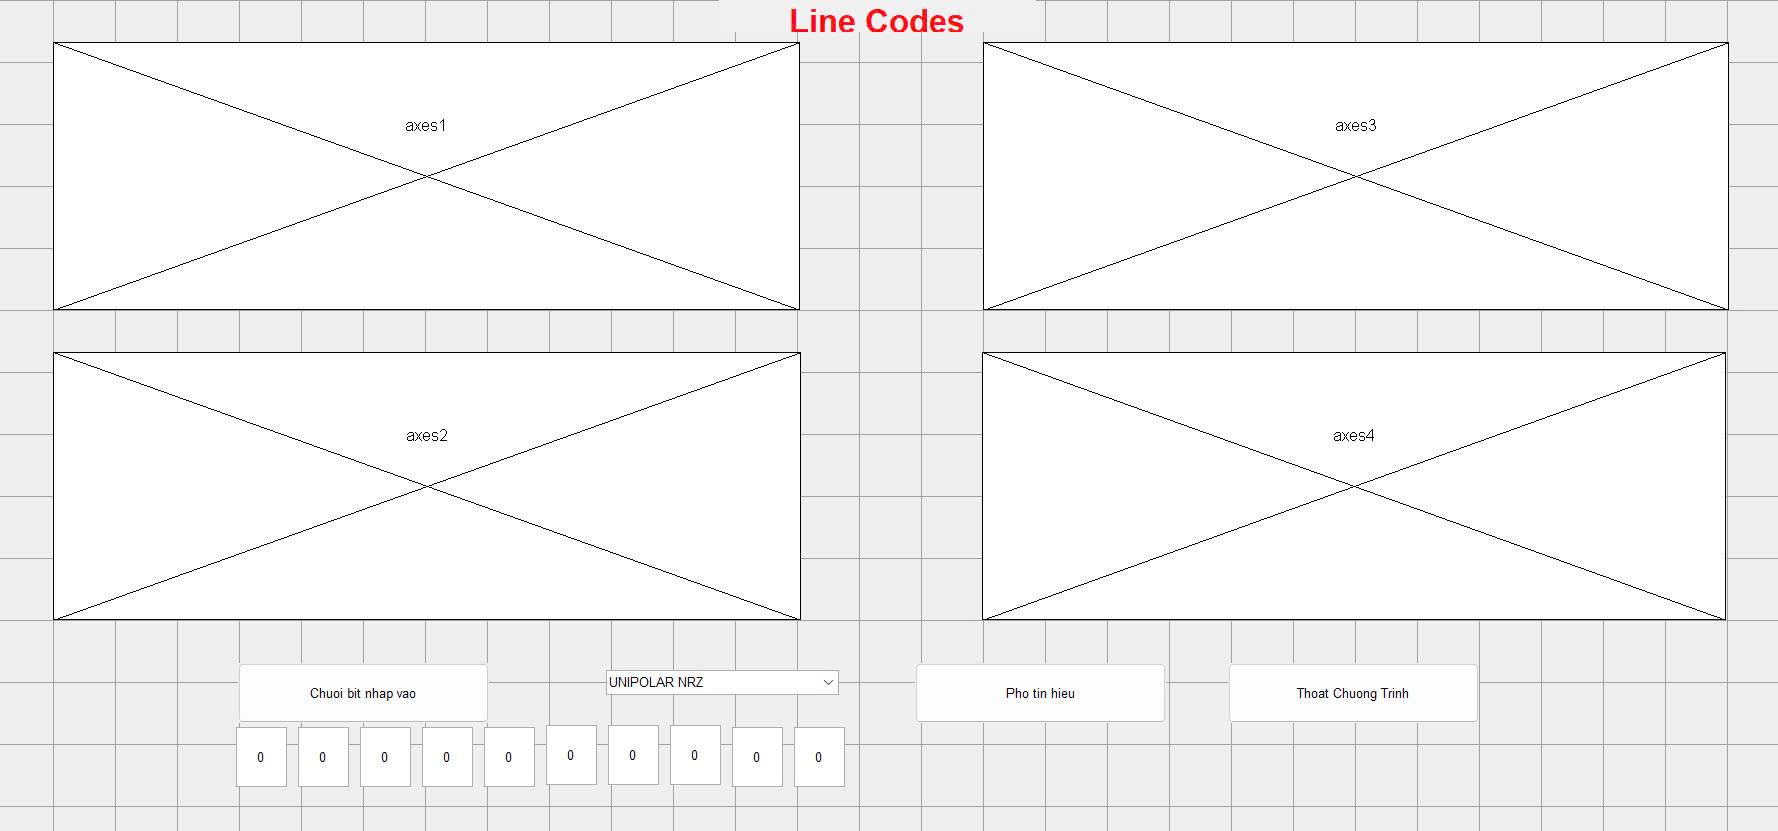 Line Codes
axes1
axes3
axes2
axes4
Chuoi bit nhap vao
UNIPOLAR NRZ
Pho tin hieu
Thoat Chuong Trinh
0 0 0 0 0 0 0 0 0 0